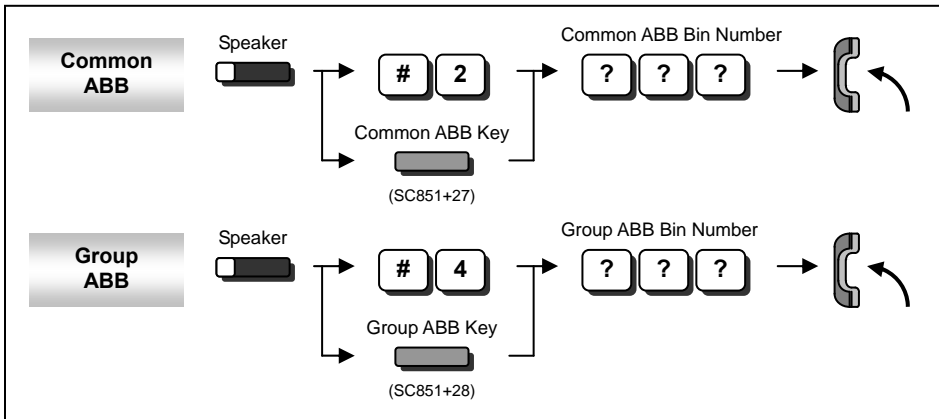 Common
ABB
Speaker
# 2
Common ABB Key
(SC851+27)
Common ABB Bin Number
? ? ?
Group
ABB
Speaker
# 4
Group ABB Key
(SC851+28)
Group ABB Bin Number
? ? ?